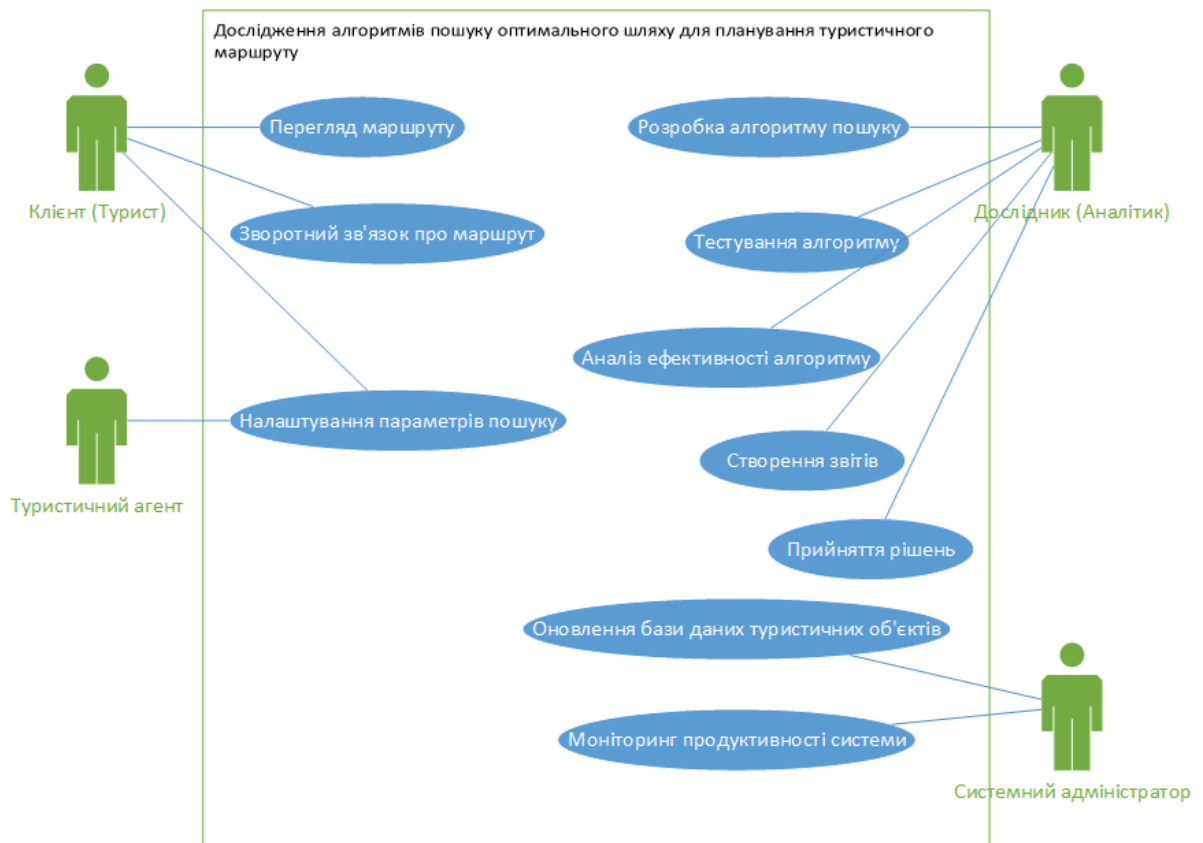 Дослідження алгоритмів пошуку оптимального шляху для планування туристичного
маршруту
Перегляд маршруту
Розробка алгоритму пошуку
Клієнт (Турист)
Дослідник (Аналітик)
Зворотний зв'язок про маршрут
Тестування алгоритму
Аналіз ефективності алгоритму
Налаштування параметрів пошуку
Створення звітів
Туристичний агент
Прийняття рішень
Оновлення бази даних туристичних об'єктів
Моніторинг продуктивності системи
Системний адміністратор